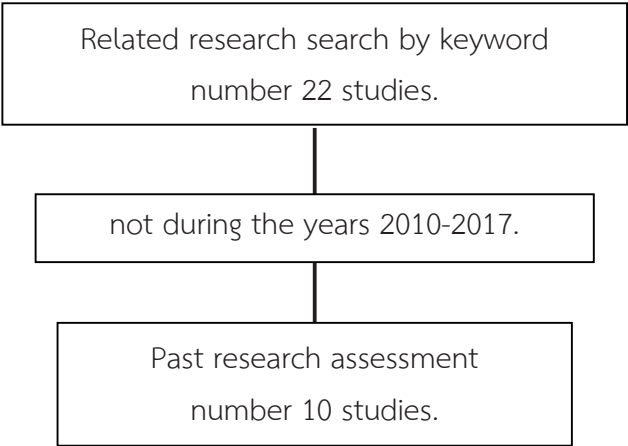 Related research search by keyword
number 22 studies.
not during the years 2010-2017.
Past research assessment
number 10 studies.